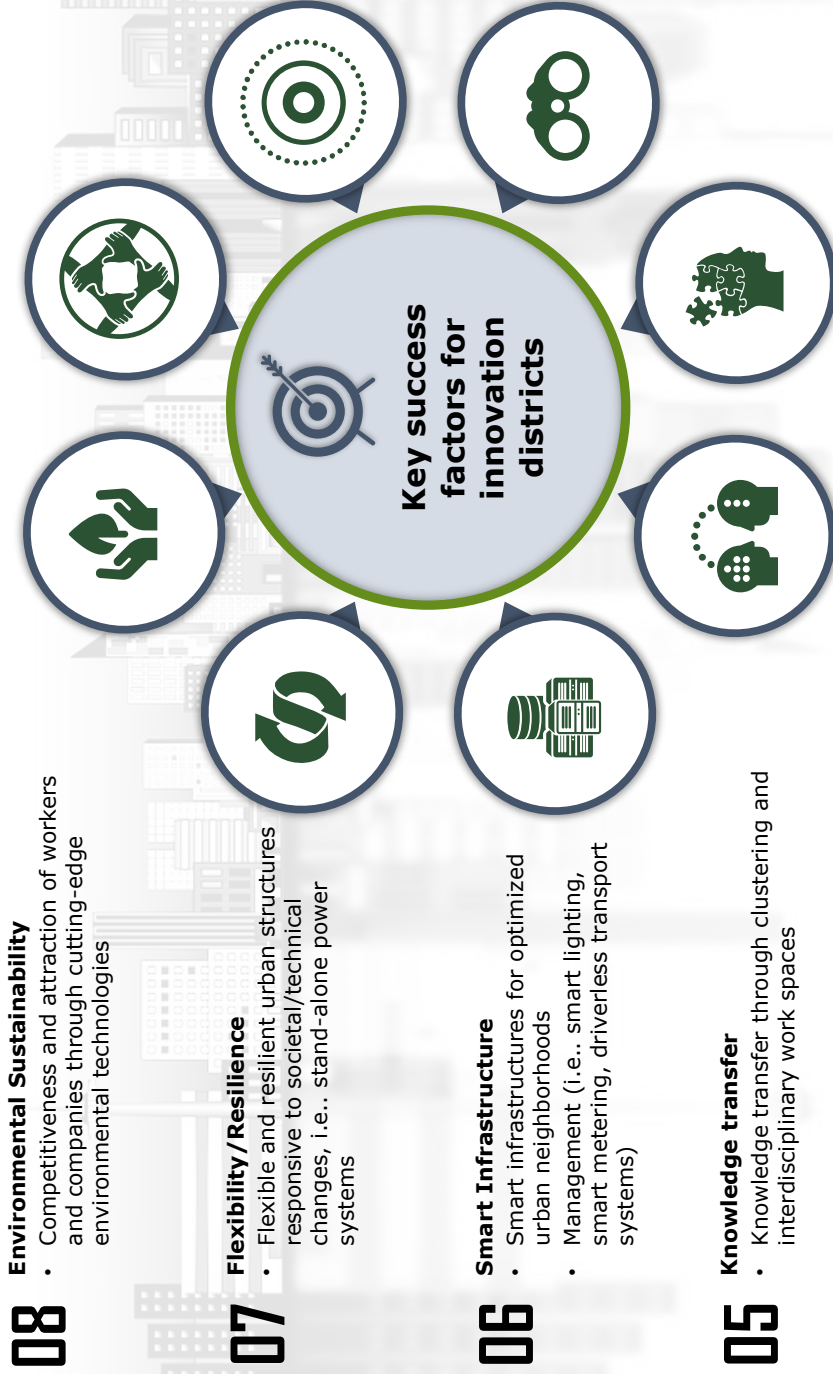 08
Environmental Sustainability
• Competitiveness and attraction of workers
and companies through cutting-edge
environmental technologies
07
Flexibility/Resilience
• Flexible and resilient urban structures
responsive to societal/technical
changes, i.e.. stand-alone power
systems
06
Smart Infrastructure
• Smart infrastructures for optimized
urban neighborhoods
• Management (i.e.. smart lighting,
smart metering, driverless transport
systems)
05
Knowledge transfer
• Knowledge transfer through clustering and
interdisciplinary work spaces
Key success
factors for
innovation
districts